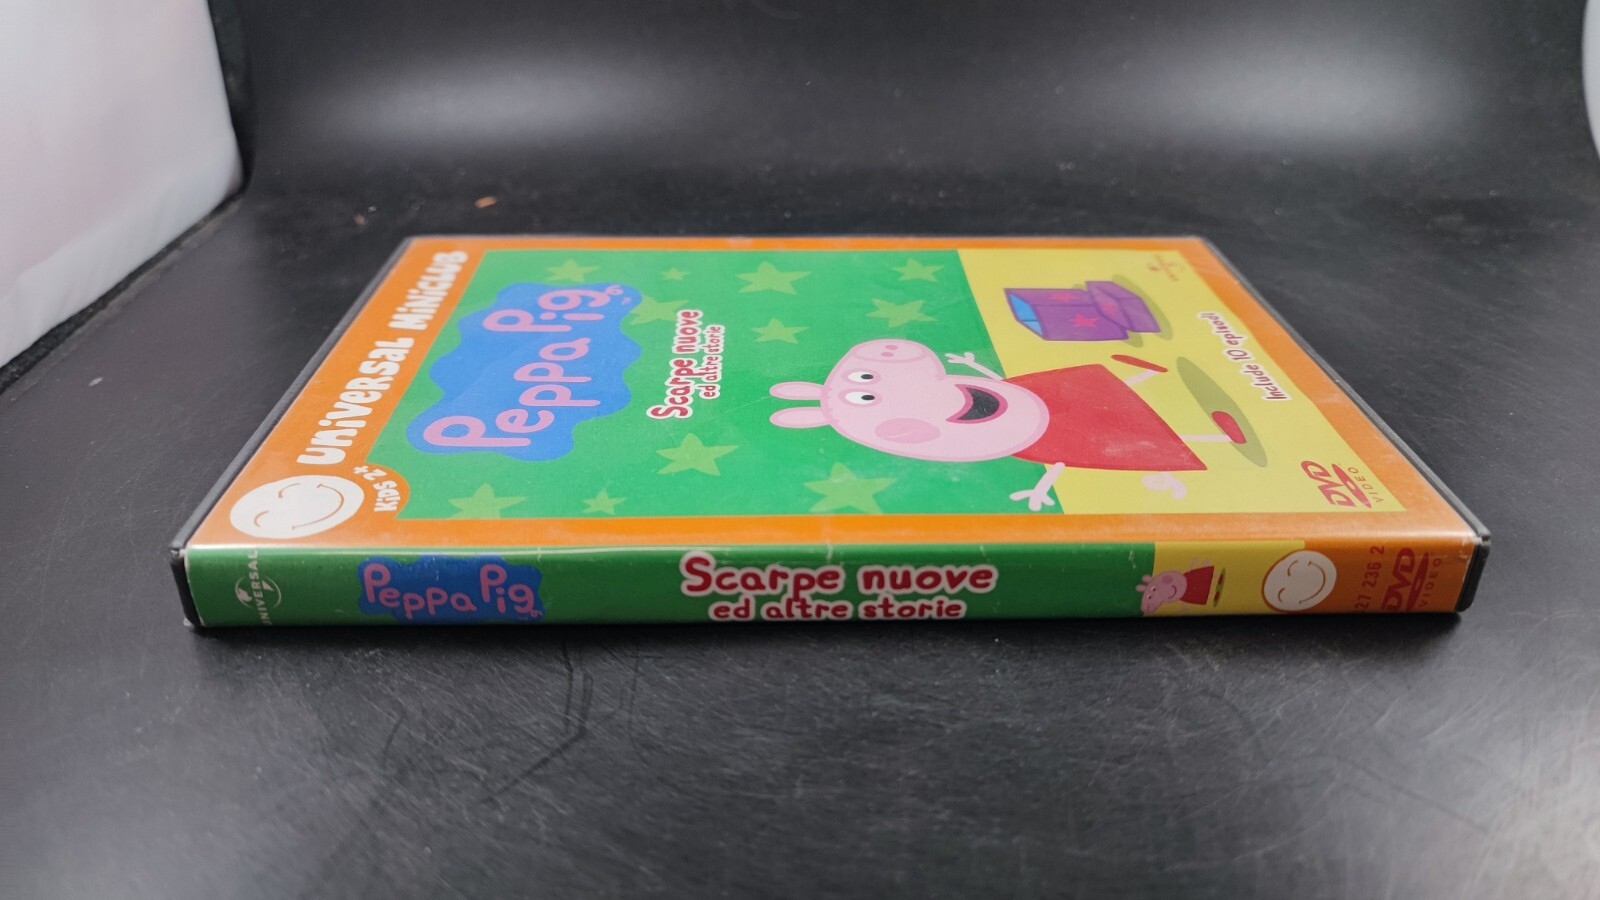 UNIVERSAL MINICLUB
KiDS 2+
Peppa Pig
Scarpe nuove
ed altre storie
Include 10 episodi
DVD
VIDEO
UNIVERSAL
Peppa Pig
Scarpe nuove
ed altre storie
27 236 2
DVD
VIDEO